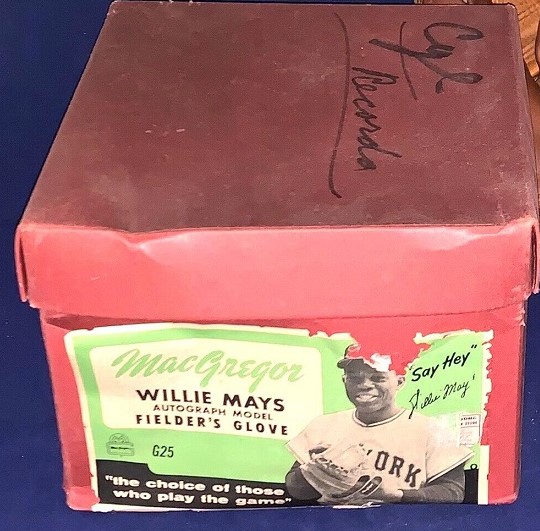 Cyl
Records
MacGregor
WILLIE MAYS
AUTOGRAPH MODEL
FIELDER'S GLOVE
G25
"Say Hey"
Willie Mays
YORK
"the choice of those
who play the game"